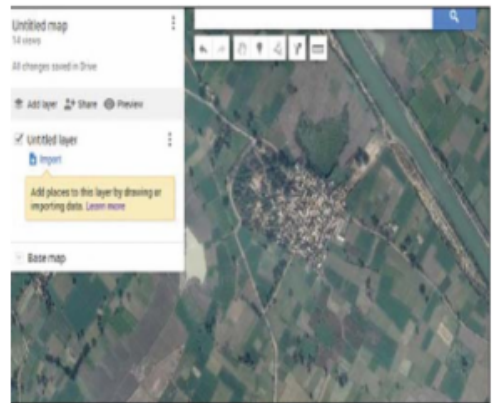 Untitled map
14 views
All changes saved in Drive
Add layer Share Preview
Untitled layer
Import
Add places to this layer by drawing or
importing data. Learn more
Base map